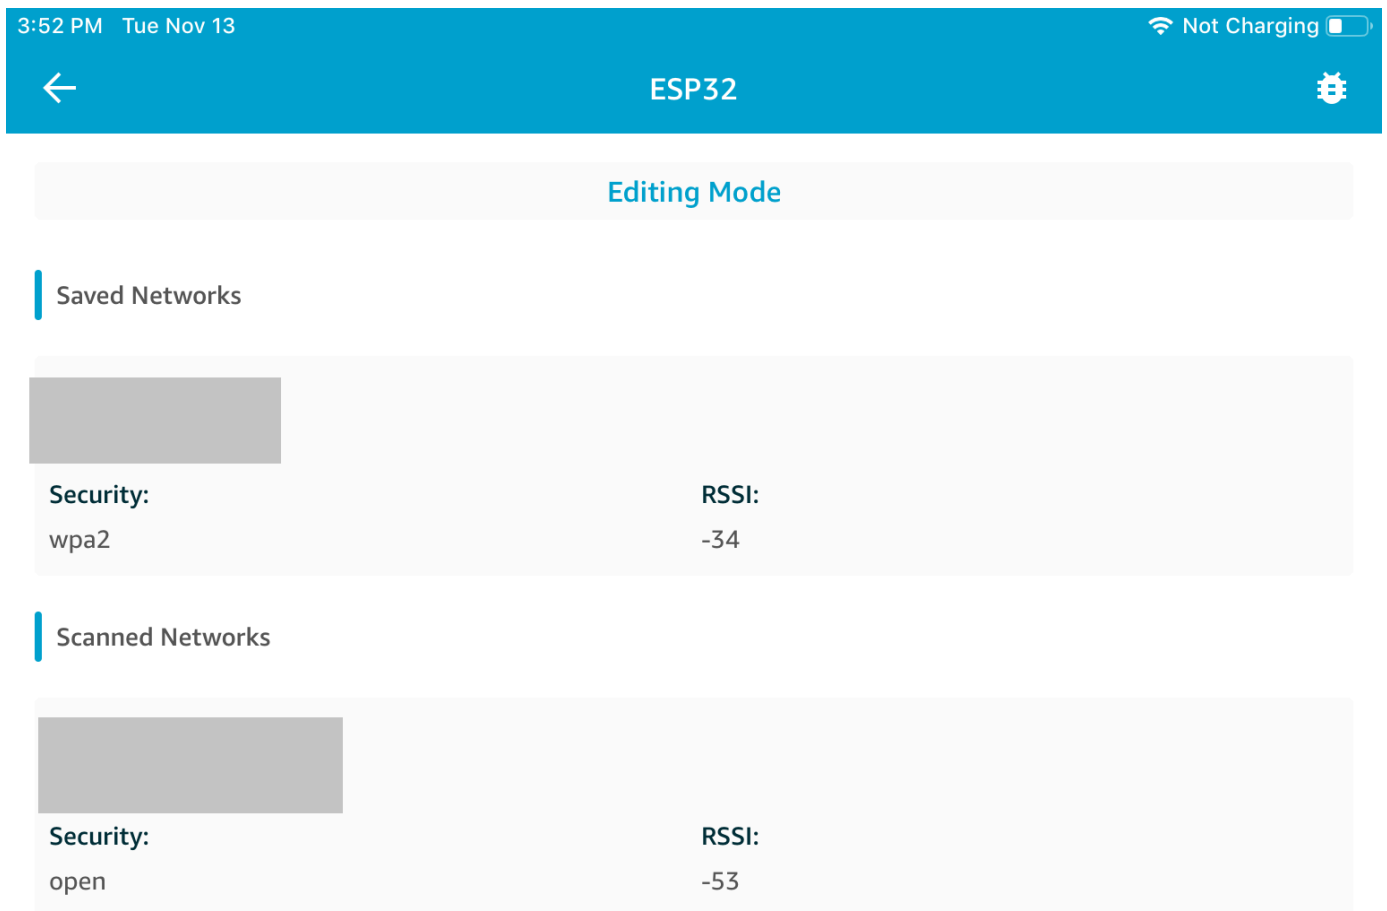 3:52 PM Tue Nov 13 Not Charging
ESP32
Editing Mode
Saved Networks
Security: RSSI:
wpa2 -34
Scanned Networks
Security: RSSI:
open -53